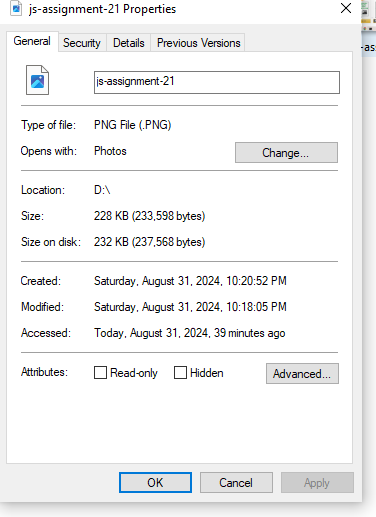 js-assignment-21 Properties
General Security Details Previous Versions
js-assignment-21
Type of file: PNG File (.PNG)
Opens with: Photos Change...
Location: D:\
Size: 228 KB (233,598 bytes)
Size on disk: 232 KB (237,568 bytes)
Created: Saturday, August 31, 2024, 10:20:52 PM
Modified: Saturday, August 31, 2024, 10:18:05 PM
Accessed: Today, August 31, 2024, 39 minutes ago
Attributes: Read-only Hidden Advanced...
OK Cancel Apply